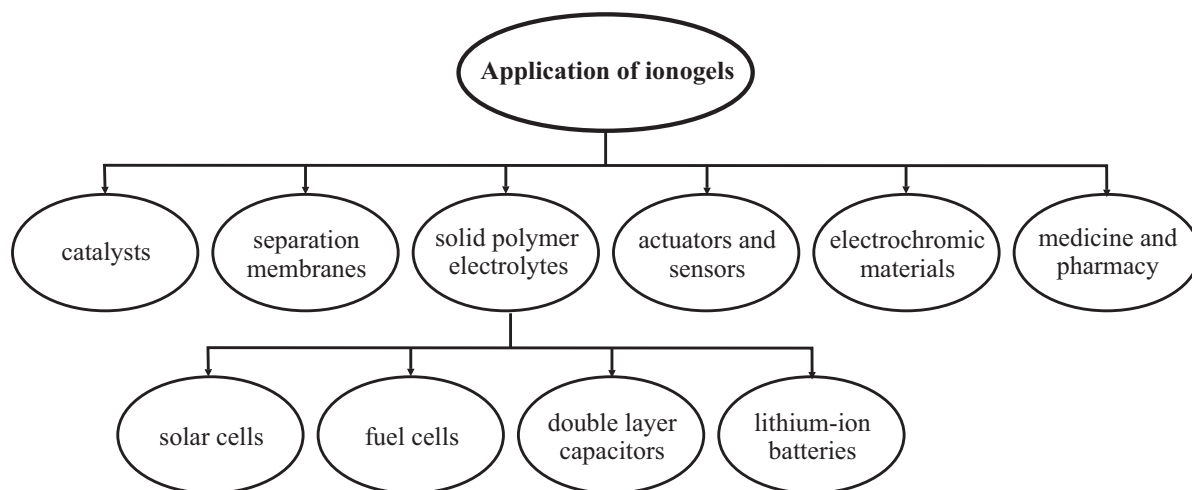 Application of ionogels
catalysts
separation
membranes
solid polymer
electrolytes
actuators and
sensors
electrochromic
materials
medicine and
pharmacy
solar cells
fuel cells
double layer
capacitors
lithium-ion
batteries